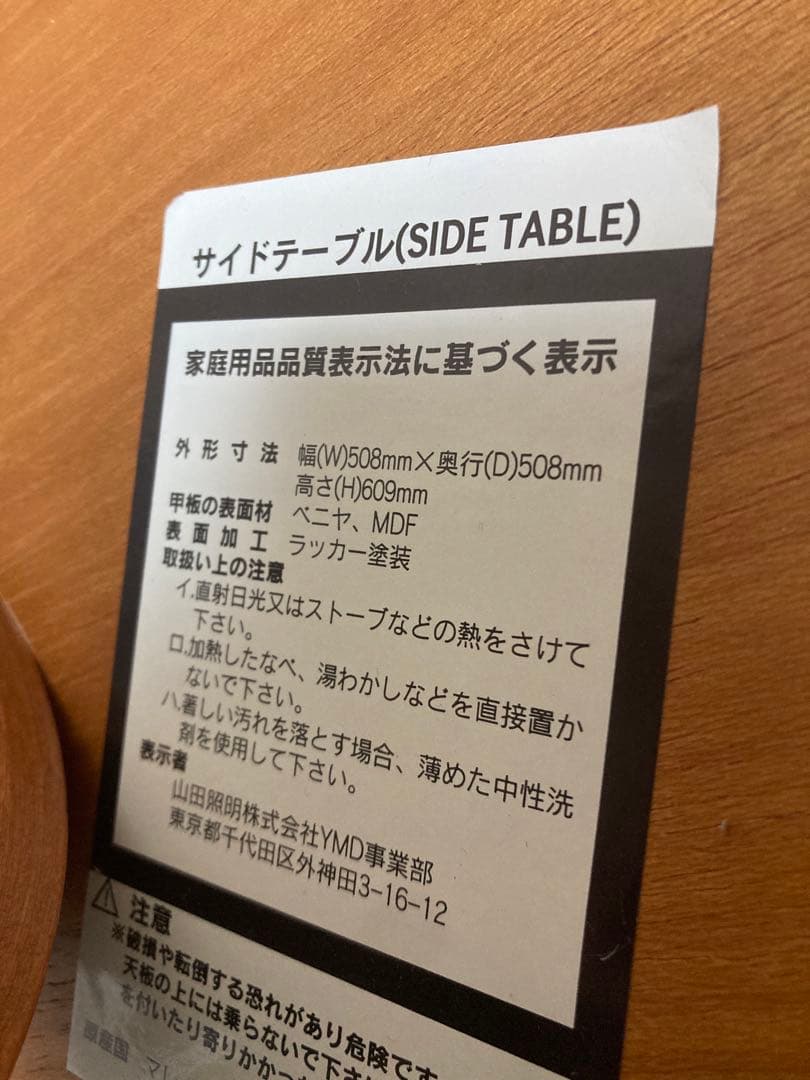 サイドテーブル(SIDE TABLE)
家庭用品品質表示法に基づく表示
外形寸法 幅(W)508mm×奥行(D)508mm
高さ(H)609mm
甲板の表面材 ベニヤ、MDF
表面加工 ラッカー塗装
取扱い上の注意
イ.直射日光又はストーブなどの熱をさけて
下さい。
ロ.加熱したなべ、湯わかしなどを直接置か
ないで下さい。
ハ.著しい汚れを落とす場合、薄めた中性洗
剤を使用して下さい。
表示者
山田照明株式会社YMD事業部
東京都千代田区外神田3-16-12
注意
※破損や転倒する恐れがあり危険です
天板の上には乗らないで下さ
を付いたり寄りかかった
原産国 マレ